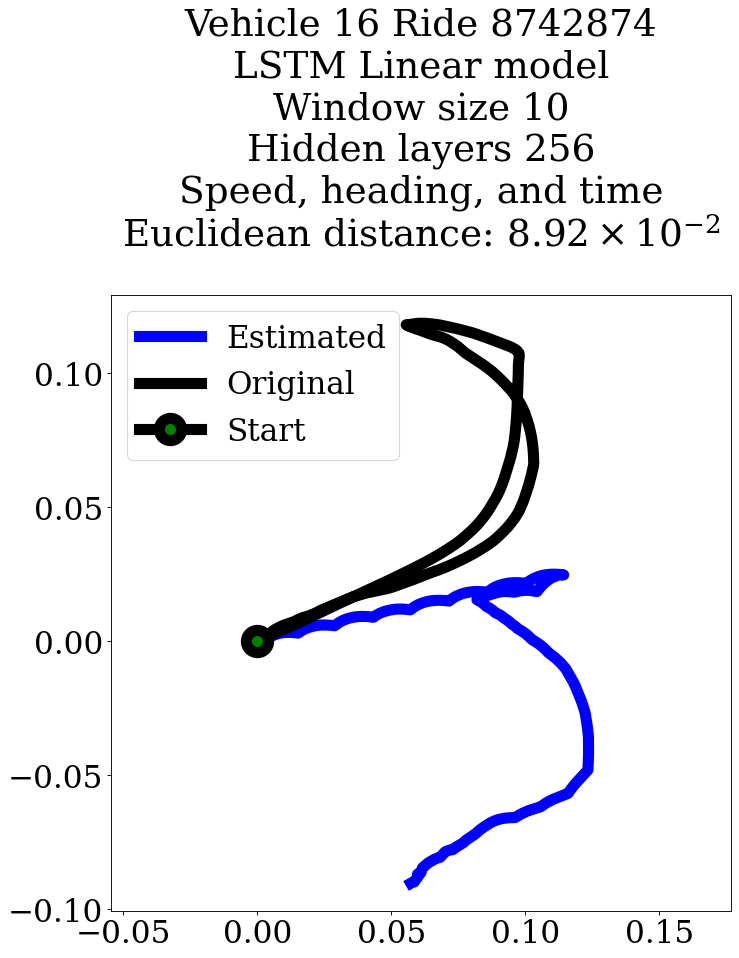 Vehicle 16 Ride 8742874
LSTM Linear model
Window size 10
Hidden layers 256
Speed, heading, and time
Euclidean distance: 8.92 × 10⁻²
Estimated
Original
Start
0.10
0.05
0.00
−0.05
−0.10
−0.05 0.00 0.05 0.10 0.15